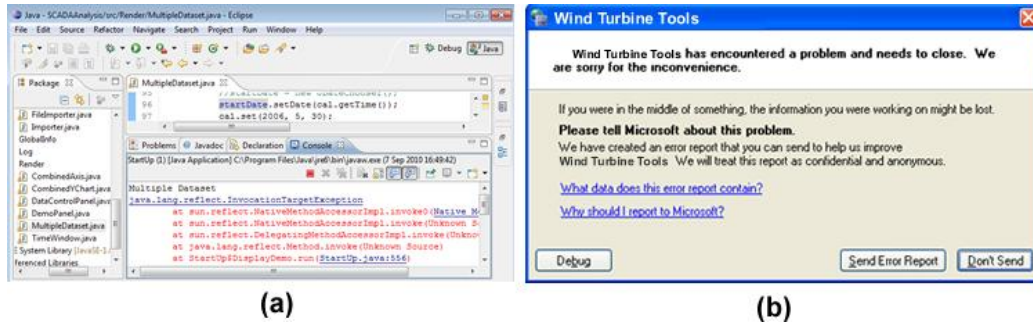 Java - SCADAAnalysis/src/Render/MultipleDataset.java - Eclipse
File Edit Source Refactor Navigate Search Project Run Window Help
Debug Java
Package
FileImporter.java
Importer.java
GlobalInfo
Log
Render
CombinedAxis.java
CombinedYChart.java
DataControlPanel.java
DemoPanel.java
MultipleDataset.java
TimeWindow.java
System Library [JavaSE-1.
ferenced Libraries
MultipleDataset.java
96 startDate.setDate(cal.getTime());
97 cal.set(2006, 5, 30);
Problems @ Javadoc Declaration Console
StartUp (1) [Java Application] C:\Program Files\Java\jre6\bin\javaw.exe (7 Sep 2010 16:49:42)
Multiple Dataset
java.lang.reflect.InvocationTargetException
at sun.reflect.NativeMethodAccessorImpl.invoke0(Native M
at sun.reflect.NativeMethodAccessorImpl.invoke(Unknown S
at sun.reflect.DelegatingMethodAccessorImpl.invoke(Unkno
at java.lang.reflect.Method.invoke(Unknown Source)
at StartUp$DisplayDemo.run(StartUp.java:556)
(a)
Wind Turbine Tools
Wind Turbine Tools has encountered a problem and needs to close. We
are sorry for the inconvenience.
If you were in the middle of something, the information you were working on might be lost.
Please tell Microsoft about this problem.
We have created an error report that you can send to help us improve
Wind Turbine Tools We will treat this report as confidential and anonymous.
What data does this error report contain?
Why should I report to Microsoft?
Debug
Send Error Report
Don't Send
(b)